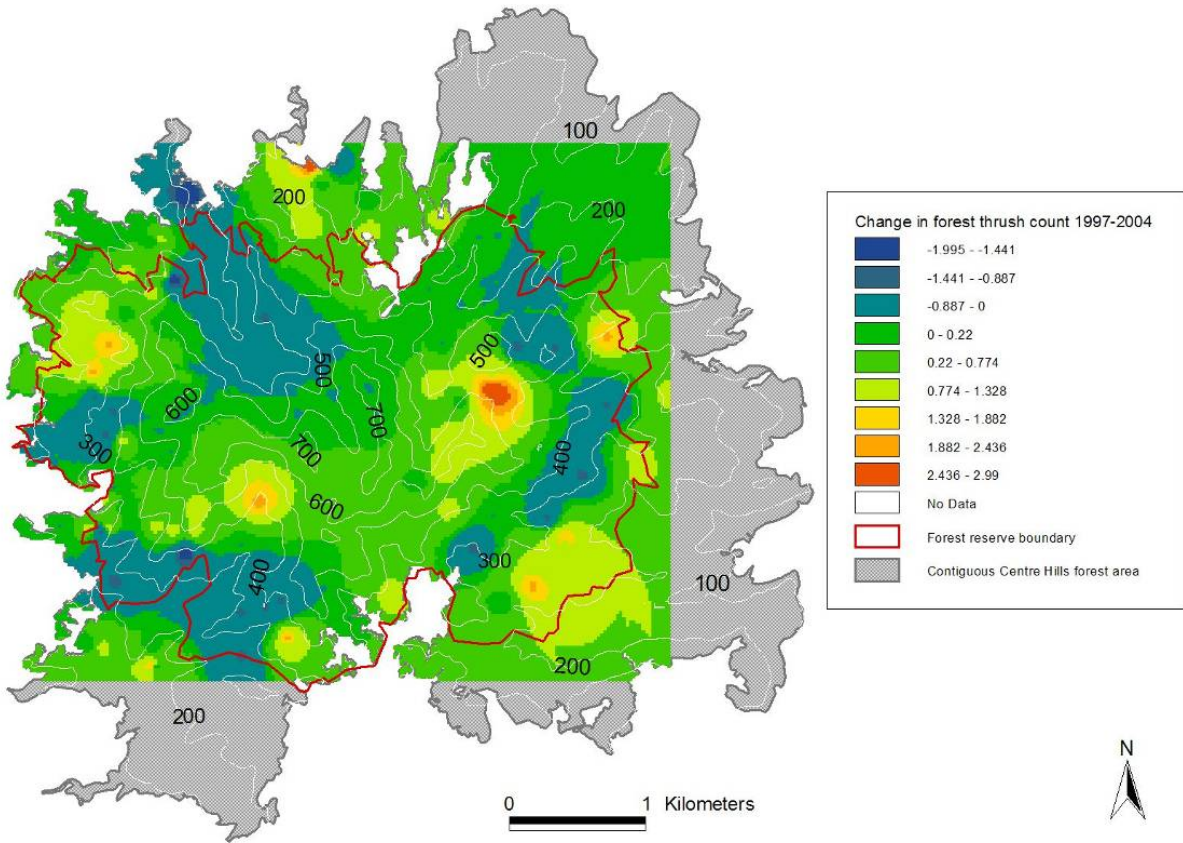 100
200
200
500
500
600
700
300
700
400
600
300
400
100
200
200
Change in forest thrush count 1997-2004
-1.995 - -1.441
-1.441 - -0.887
-0.887 - 0
0 - 0.22
0.22 - 0.774
0.774 - 1.328
1.328 - 1.882
1.882 - 2.436
2.436 - 2.99
No Data
Forest reserve boundary
Contiguous Centre Hills forest area
0 1 Kilometers
N